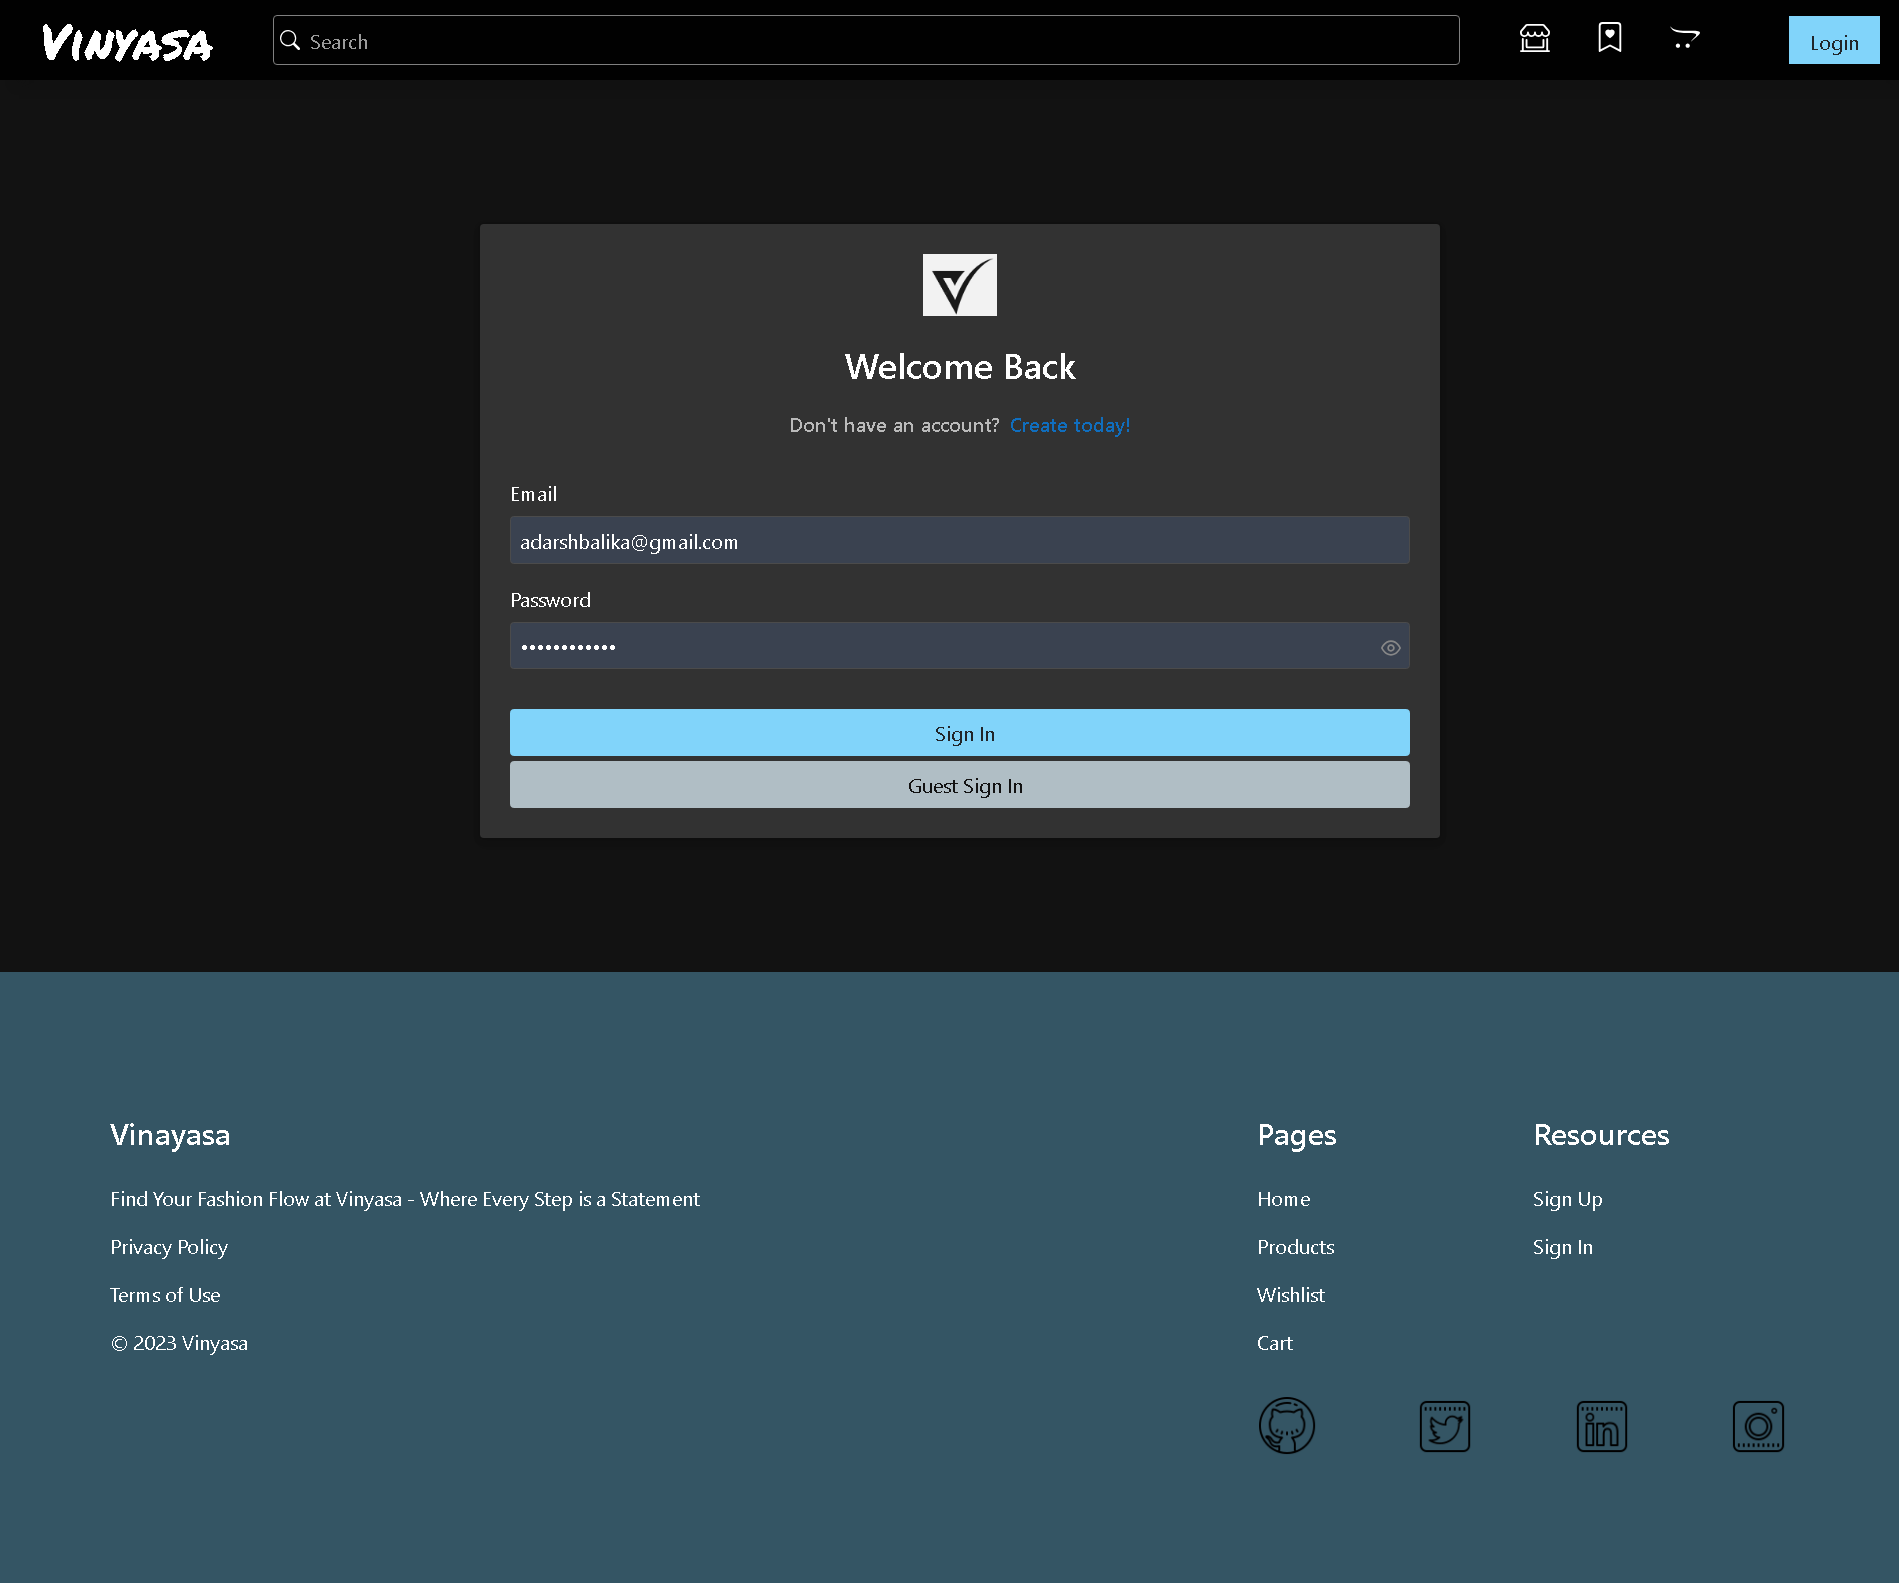 Vinyasa
Search
Login
Welcome Back
Don't have an account? Create today!
Email
adarshbalika@gmail.com
Password
••••••••••••
Sign In
Guest Sign In
Vinayasa
Find Your Fashion Flow at Vinyasa - Where Every Step is a Statement
Privacy Policy
Terms of Use
© 2023 Vinyasa
Pages
Home
Products
Wishlist
Cart
Resources
Sign Up
Sign In
in